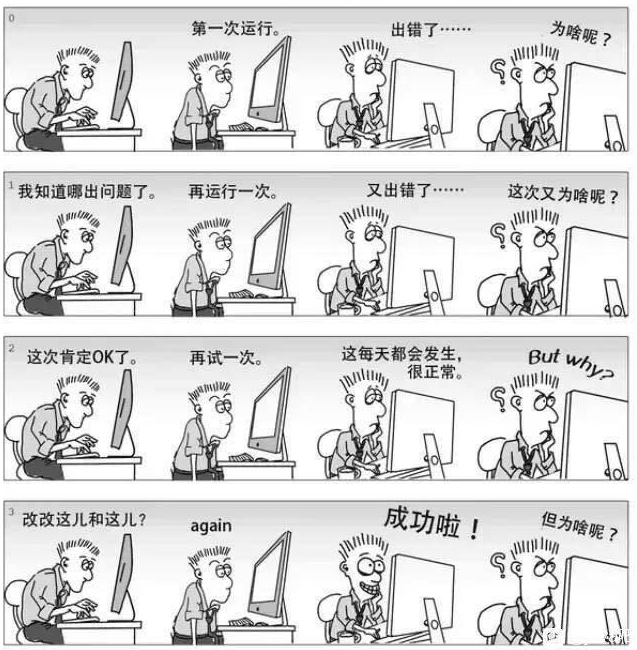 0
第一次运行。
出错了……
为啥呢？
1
我知道哪出问题了。
再运行一次。
又出错了……
这次又为啥呢？
2
这次肯定OK了。
再试一次。
这每天都会发生，
很正常。
But why?
3
改改这儿和这儿?
again
成功啦！
但为啥呢？